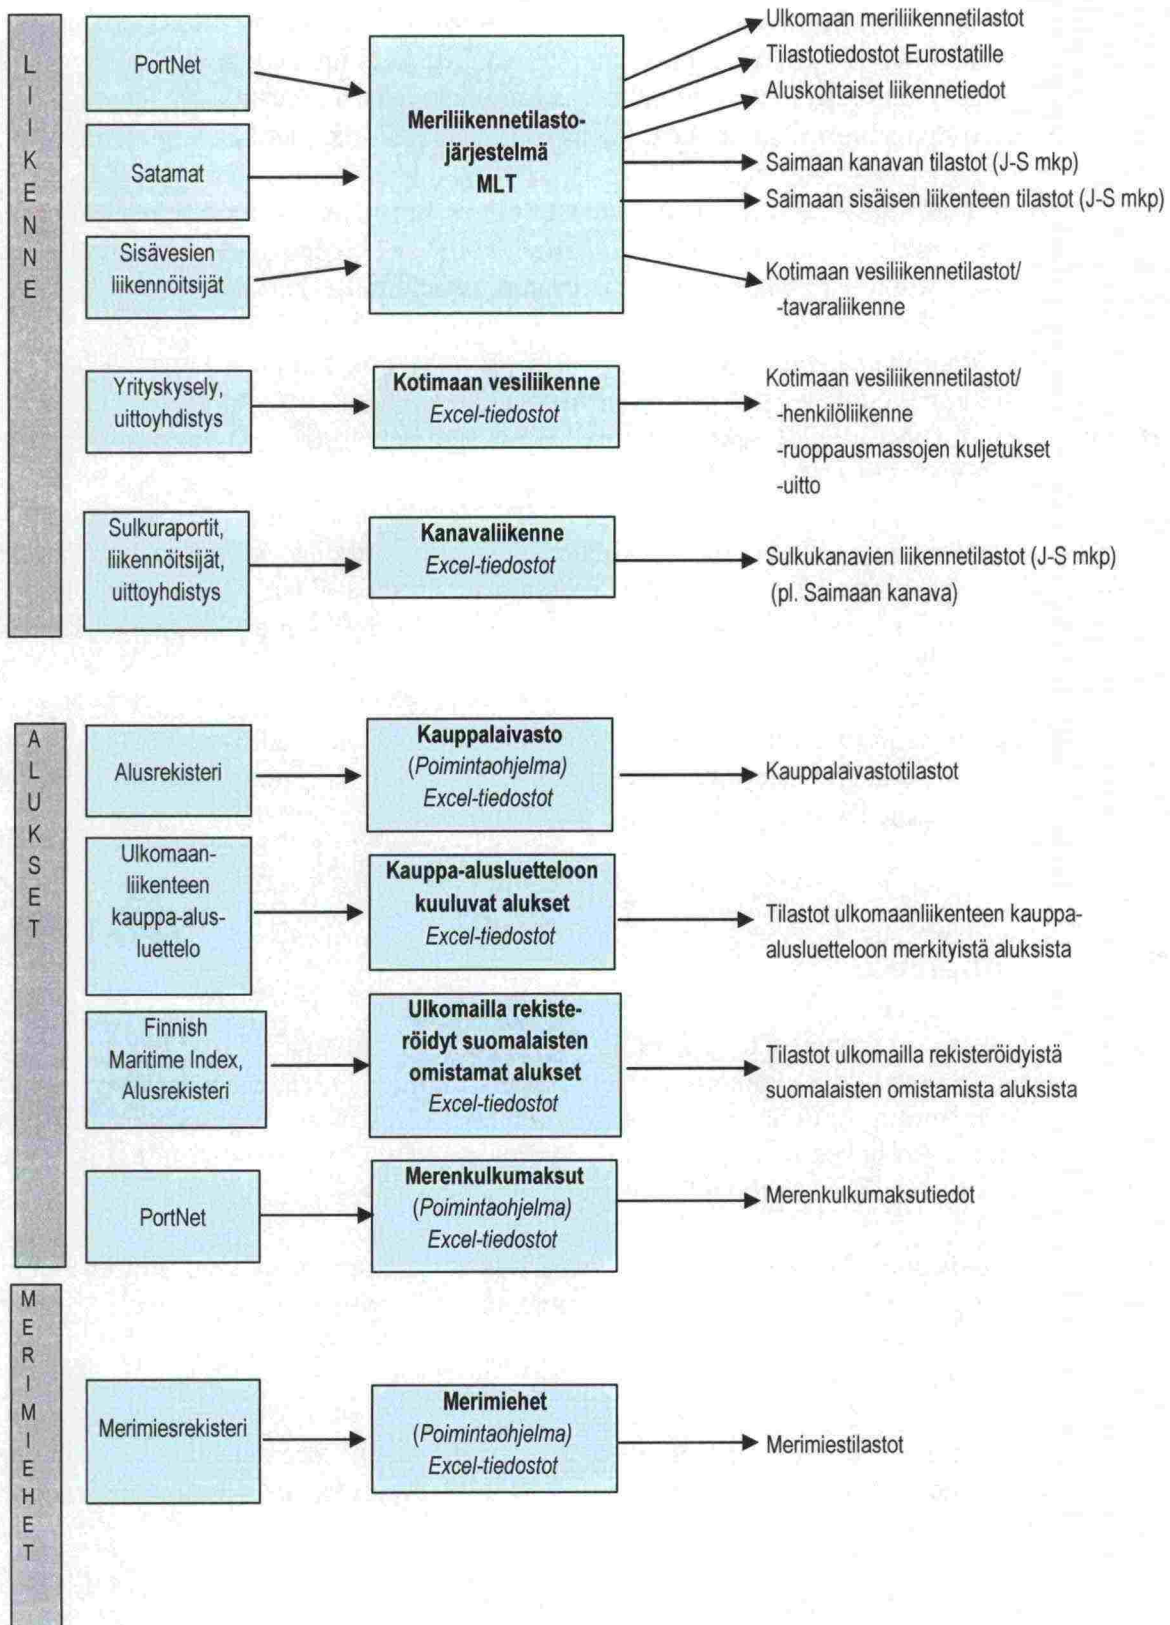 LIIKENNE
PortNet
Satamat
Sisävesien
liikennöitsijät
Meriliikennetilasto-
järjestelmä
MLT
Ulkomaan meriliikennetilastot
Tilastotiedostot Eurostatille
Aluskohtaiset liikennetiedot
Saimaan kanavan tilastot (J-S mkp)
Saimaan sisäisen liikenteen tilastot (J-S mkp)
Kotimaan vesiliikennetilastot/
-tavaraliikenne
Yrityskysely,
uittoyhdistys
Kotimaan vesiliikenne
Excel-tiedostot
Kotimaan vesiliikennetilastot/
-henkilöliikenne
-ruoppausmassojen kuljetukset
-uitto
Sulkuraportit,
liikennöitsijät,
uittoyhdistys
Kanavaliikenne
Excel-tiedostot
Sulkukanavien liikennetilastot (J-S mkp)
(pl. Saimaan kanava)
ALUKSET
Alusrekisteri
Kauppalaivasto
(Poimintaohjelma)
Excel-tiedostot
Kauppalaivastotilastot
Ulkomaan-
liikenteen
kauppa-alus-
luettelo
Kauppa-alusluetteloon
kuuluvat alukset
Excel-tiedostot
Tilastot ulkomaanliikenteen kauppa-
alusluetteloon merkityistä aluksista
Finnish
Maritime Index,
Alusrekisteri
Ulkomailla rekiste-
röidyt suomalaisten
omistamat alukset
Excel-tiedostot
Tilastot ulkomailla rekisteröidyistä
suomalaisten omistamista aluksista
PortNet
Merenkulkumaksut
(Poimintaohjelma)
Excel-tiedostot
Merenkulkumaksutiedot
MERIMIEHET
Merimiesrekisteri
Merimiehet
(Poimintaohjelma)
Excel-tiedostot
Merimiestilastot